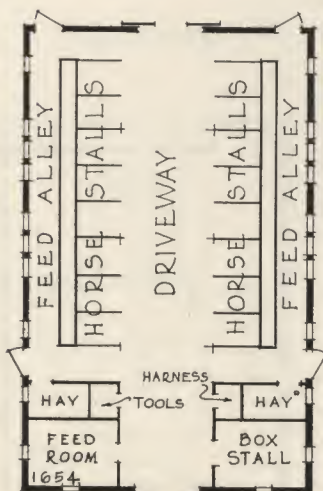 FEED ALLEY
HORSE STALLS
DRIVEWAY
HORSE STALLS
FEED ALLEY
HARNESS
HAY
TOOLS
HAY
FEED
ROOM
1654
BOX
STALL